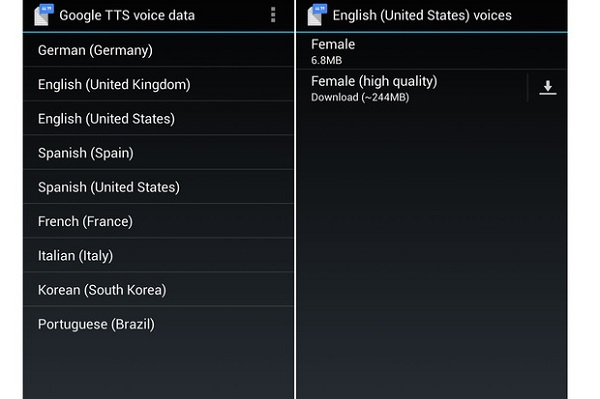 Google TTS voice data
German (Germany)
English (United Kingdom)
English (United States)
Spanish (Spain)
Spanish (United States)
French (France)
Italian (Italy)
Korean (South Korea)
Portuguese (Brazil)
English (United States) voices
Female
6.8MB
Female (high quality)
Download (~244MB)